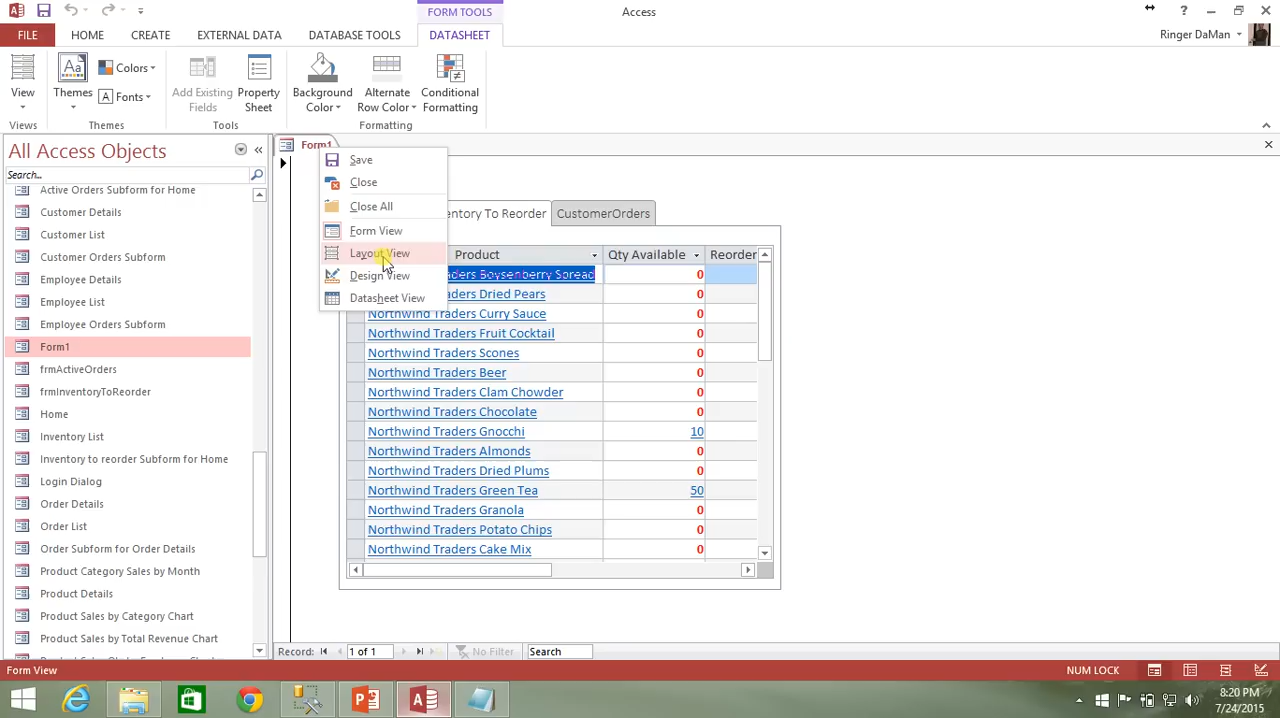 FORM TOOLS
Access
?
FILE
HOME
CREATE
EXTERNAL DATA
DATABASE TOOLS
DATASHEET
Ringer DaMan
View
Themes
Colors
Aa
A Fonts
Add Existing Fields
Property Sheet
Background Color
Alternate Row Color
Conditional Formatting
Views
Themes
Tools
Formatting
All Access Objects
Search...
Active Orders Subform for Home
Customer Details
Customer List
Customer Orders Subform
Employee Details
Employee List
Employee Orders Subform
Form1
frmActiveOrders
frmInventoryToReorder
Home
Inventory List
Inventory to reorder Subform for Home
Login Dialog
Order Details
Order List
Order Subform for Order Details
Product Category Sales by Month
Product Details
Product Sales by Category Chart
Product Sales by Total Revenue Chart
Form1
Save
Close
Close All
Form View
Layout View
Design View
Datasheet View
entory To Reorder
CustomerOrders
Product
Qty Available
Reorder
ders Boysenberry Spread 0
aders Dried Pears 0
Northwind Traders Curry Sauce 0
Northwind Traders Fruit Cocktail 0
Northwind Traders Scones 0
Northwind Traders Beer 0
Northwind Traders Clam Chowder 0
Northwind Traders Chocolate 0
Northwind Traders Gnocchi 10
Northwind Traders Almonds 0
Northwind Traders Dried Plums 0
Northwind Traders Green Tea 50
Northwind Traders Granola 0
Northwind Traders Potato Chips 0
Northwind Traders Cake Mix 0
Record: 1 of 1 No Filter Search
Form View
NUM LOCK
8:20 PM
7/24/2015